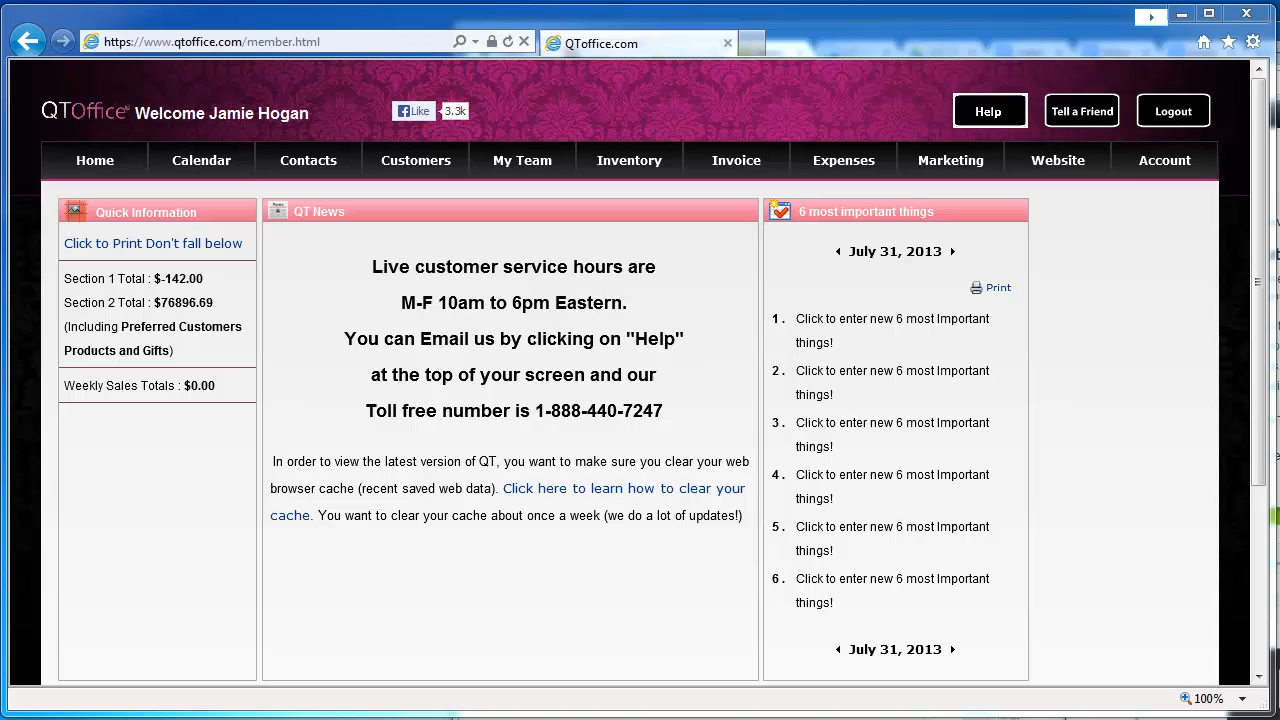 https://www.qtoffice.com/member.html
QToffice.com
QTOffice® Welcome Jamie Hogan
Like 3.3k
Help
Tell a Friend
Logout
Home Calendar Contacts Customers My Team Inventory Invoice Expenses Marketing Website Account
Quick Information
Click to Print Don't fall below
Section 1 Total : $-142.00
Section 2 Total : $76896.69
(Including Preferred Customers
Products and Gifts)
Weekly Sales Totals : $0.00
News
QT News
Live customer service hours are
M-F 10am to 6pm Eastern.
You can Email us by clicking on "Help"
at the top of your screen and our
Toll free number is 1-888-440-7247
In order to view the latest version of QT, you want to make sure you clear your web
browser cache (recent saved web data). Click here to learn how to clear your
cache. You want to clear your cache about once a week (we do a lot of updates!)
6 most important things
July 31, 2013
Print
1. Click to enter new 6 most Important
things!
2. Click to enter new 6 most Important
things!
3. Click to enter new 6 most Important
things!
4. Click to enter new 6 most Important
things!
5. Click to enter new 6 most Important
things!
6. Click to enter new 6 most Important
things!
July 31, 2013
100%